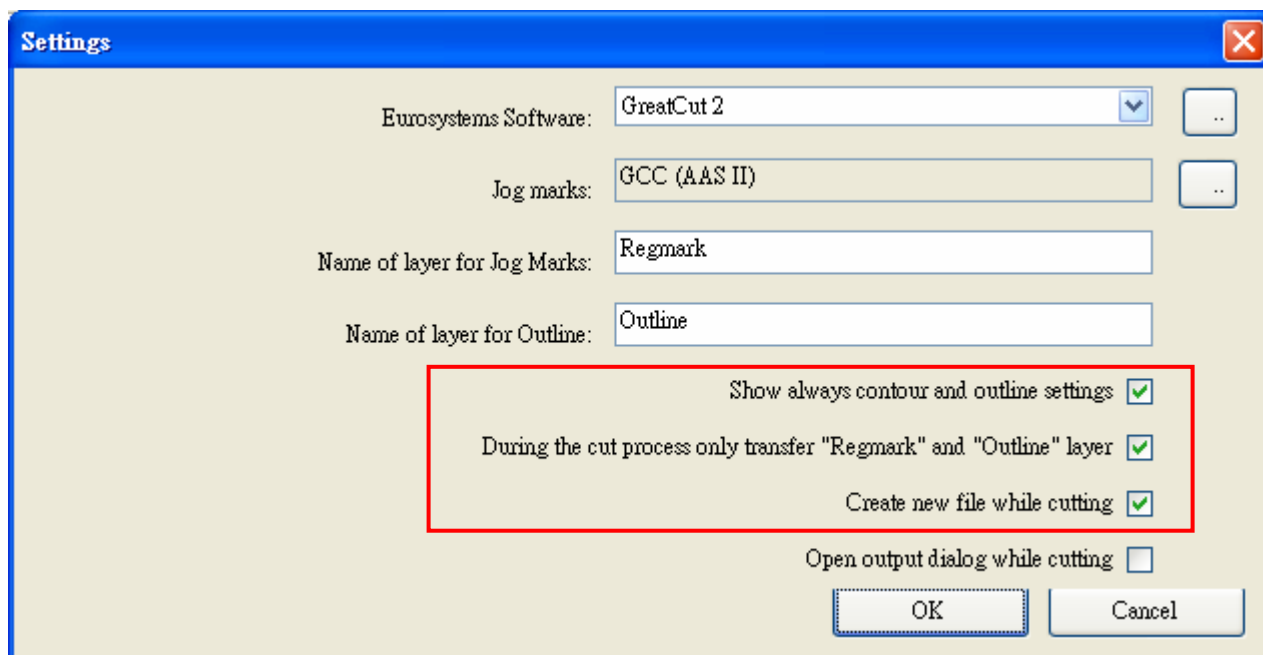 Settings
Eurosystems Software: GreatCut 2 ..
Jog marks: GCC (AAS II) ..
Name of layer for Jog Marks: Regmark
Name of layer for Outline: Outline
Show always contour and outline settings
During the cut process only transfer "Regmark" and "Outline" layer
Create new file while cutting
Open output dialog while cutting
OK Cancel